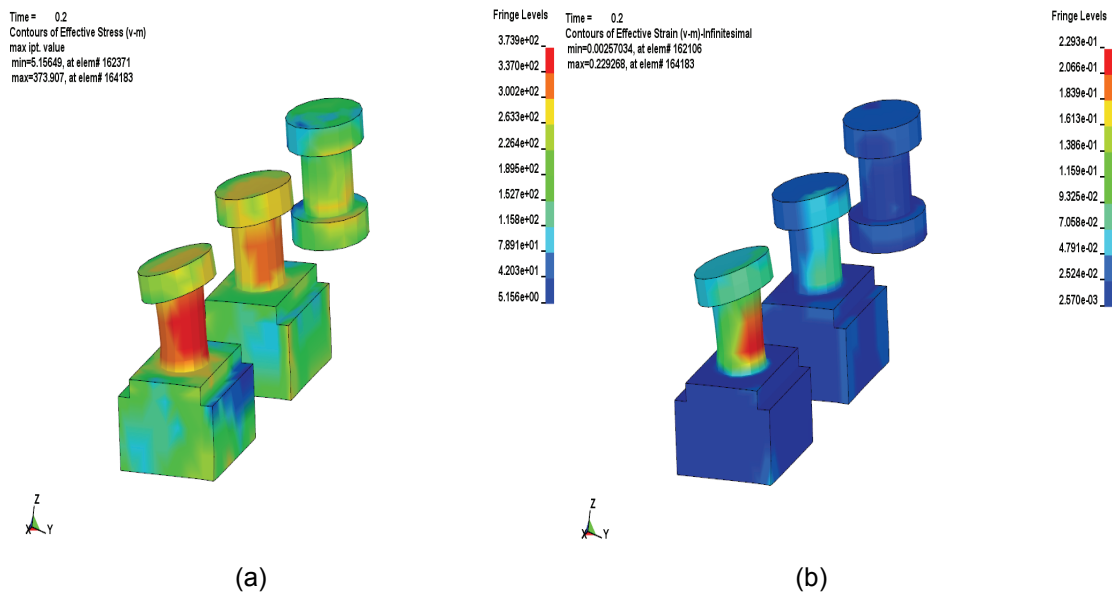 Time = 0.2
Contours of Effective Stress (v-m)
max ipt. value
min=5.15649, at elem# 162371
max=373.907, at elem# 164183
Fringe Levels
3.739e+02
3.370e+02
3.002e+02
2.633e+02
2.264e+02
1.895e+02
1.527e+02
1.158e+02
7.891e+01
4.203e+01
5.156e+00
Z
X
Y
(a)
Time = 0.2
Contours of Effective Strain (v-m)-Infinitesimal
min=0.00257034, at elem# 162106
max=0.229268, at elem# 164183
Fringe Levels
2.293e-01
2.066e-01
1.839e-01
1.613e-01
1.386e-01
1.159e-01
9.325e-02
7.058e-02
4.791e-02
2.524e-02
2.570e-03
Z
X
Y
(b)